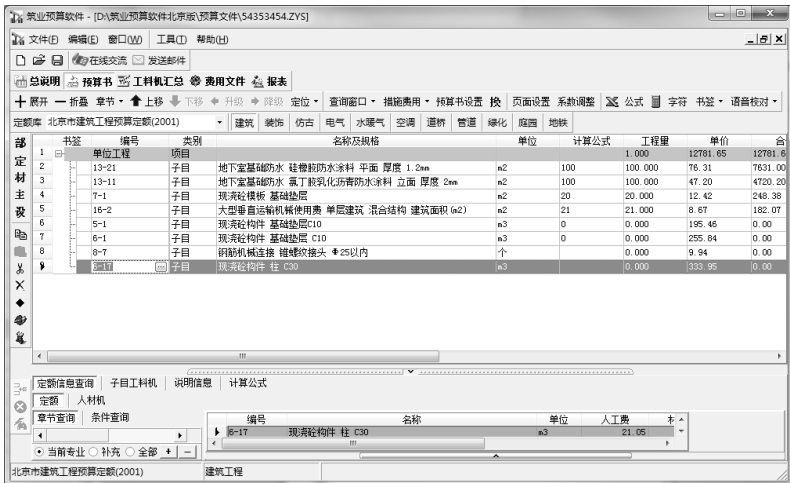 筑业预算软件 - [D:\筑业预算软件北京版\预算文件\54353454.ZYS]
文件(F) 编辑(E) 窗口(W) 工具(T) 帮助(H)
在线交流 发送邮件
总说明 预算书 工料机汇总 费用文件 报表
展开 折叠 章节 上移 下移 升级 降级 定位 查询窗口 措施费用 预算书设置 换 页面设置 系数调整 公式 字符 书签 语音校对
定额库 北京市建筑工程预算定额(2001) 建筑 装饰 仿古 电气 水暖气 空调 道桥 管道 绿化 庭园 地铁
部 定 材 主 设
书签 编号 类别 名称及规格 单位 计算公式 工程量 单价 合
1 单位工程 项目 1.000 12781.65 12781.6
2 13-21 子目 地下室基础防水 硅橡胶防水涂料 平面 厚度 1.2mm m2 100 100.000 76.31 7631.00
3 13-11 子目 地下室基础防水 氯丁胶乳化沥青防水涂料 立面 厚度 2mm m2 100 100.000 47.20 4720.20
4 7-1 子目 现浇砼模板 基础垫层 m2 20 20.000 12.42 248.38
5 16-2 子目 大型垂直运输机械使用费 单层建筑 混合结构 建筑面积(m2) m2 21 21.000 8.67 182.07
6 5-1 子目 现浇砼构件 基础垫层C10 m3 0 0.000 195.46 0.00
7 6-1 子目 现浇砼构件 基础垫层 C10 m3 0 0.000 255.84 0.00
8 8-7 子目 钢筋机械连接 锥螺纹接头 Φ25以内 个 0.000 9.94 0.00
9 6-17 ... 子目 现浇砼构件 柱 C30 m3 0.000 333.95 0.00
定额信息查询 子目工料机 说明信息 计算公式
定额 人材机
章节查询 条件查询
编号 名称 单位 人工费 材
6-17 现浇砼构件 柱 C30 m3 21.05
当前专业 补充 全部 + -
北京市建筑工程预算定额(2001) 建筑工程